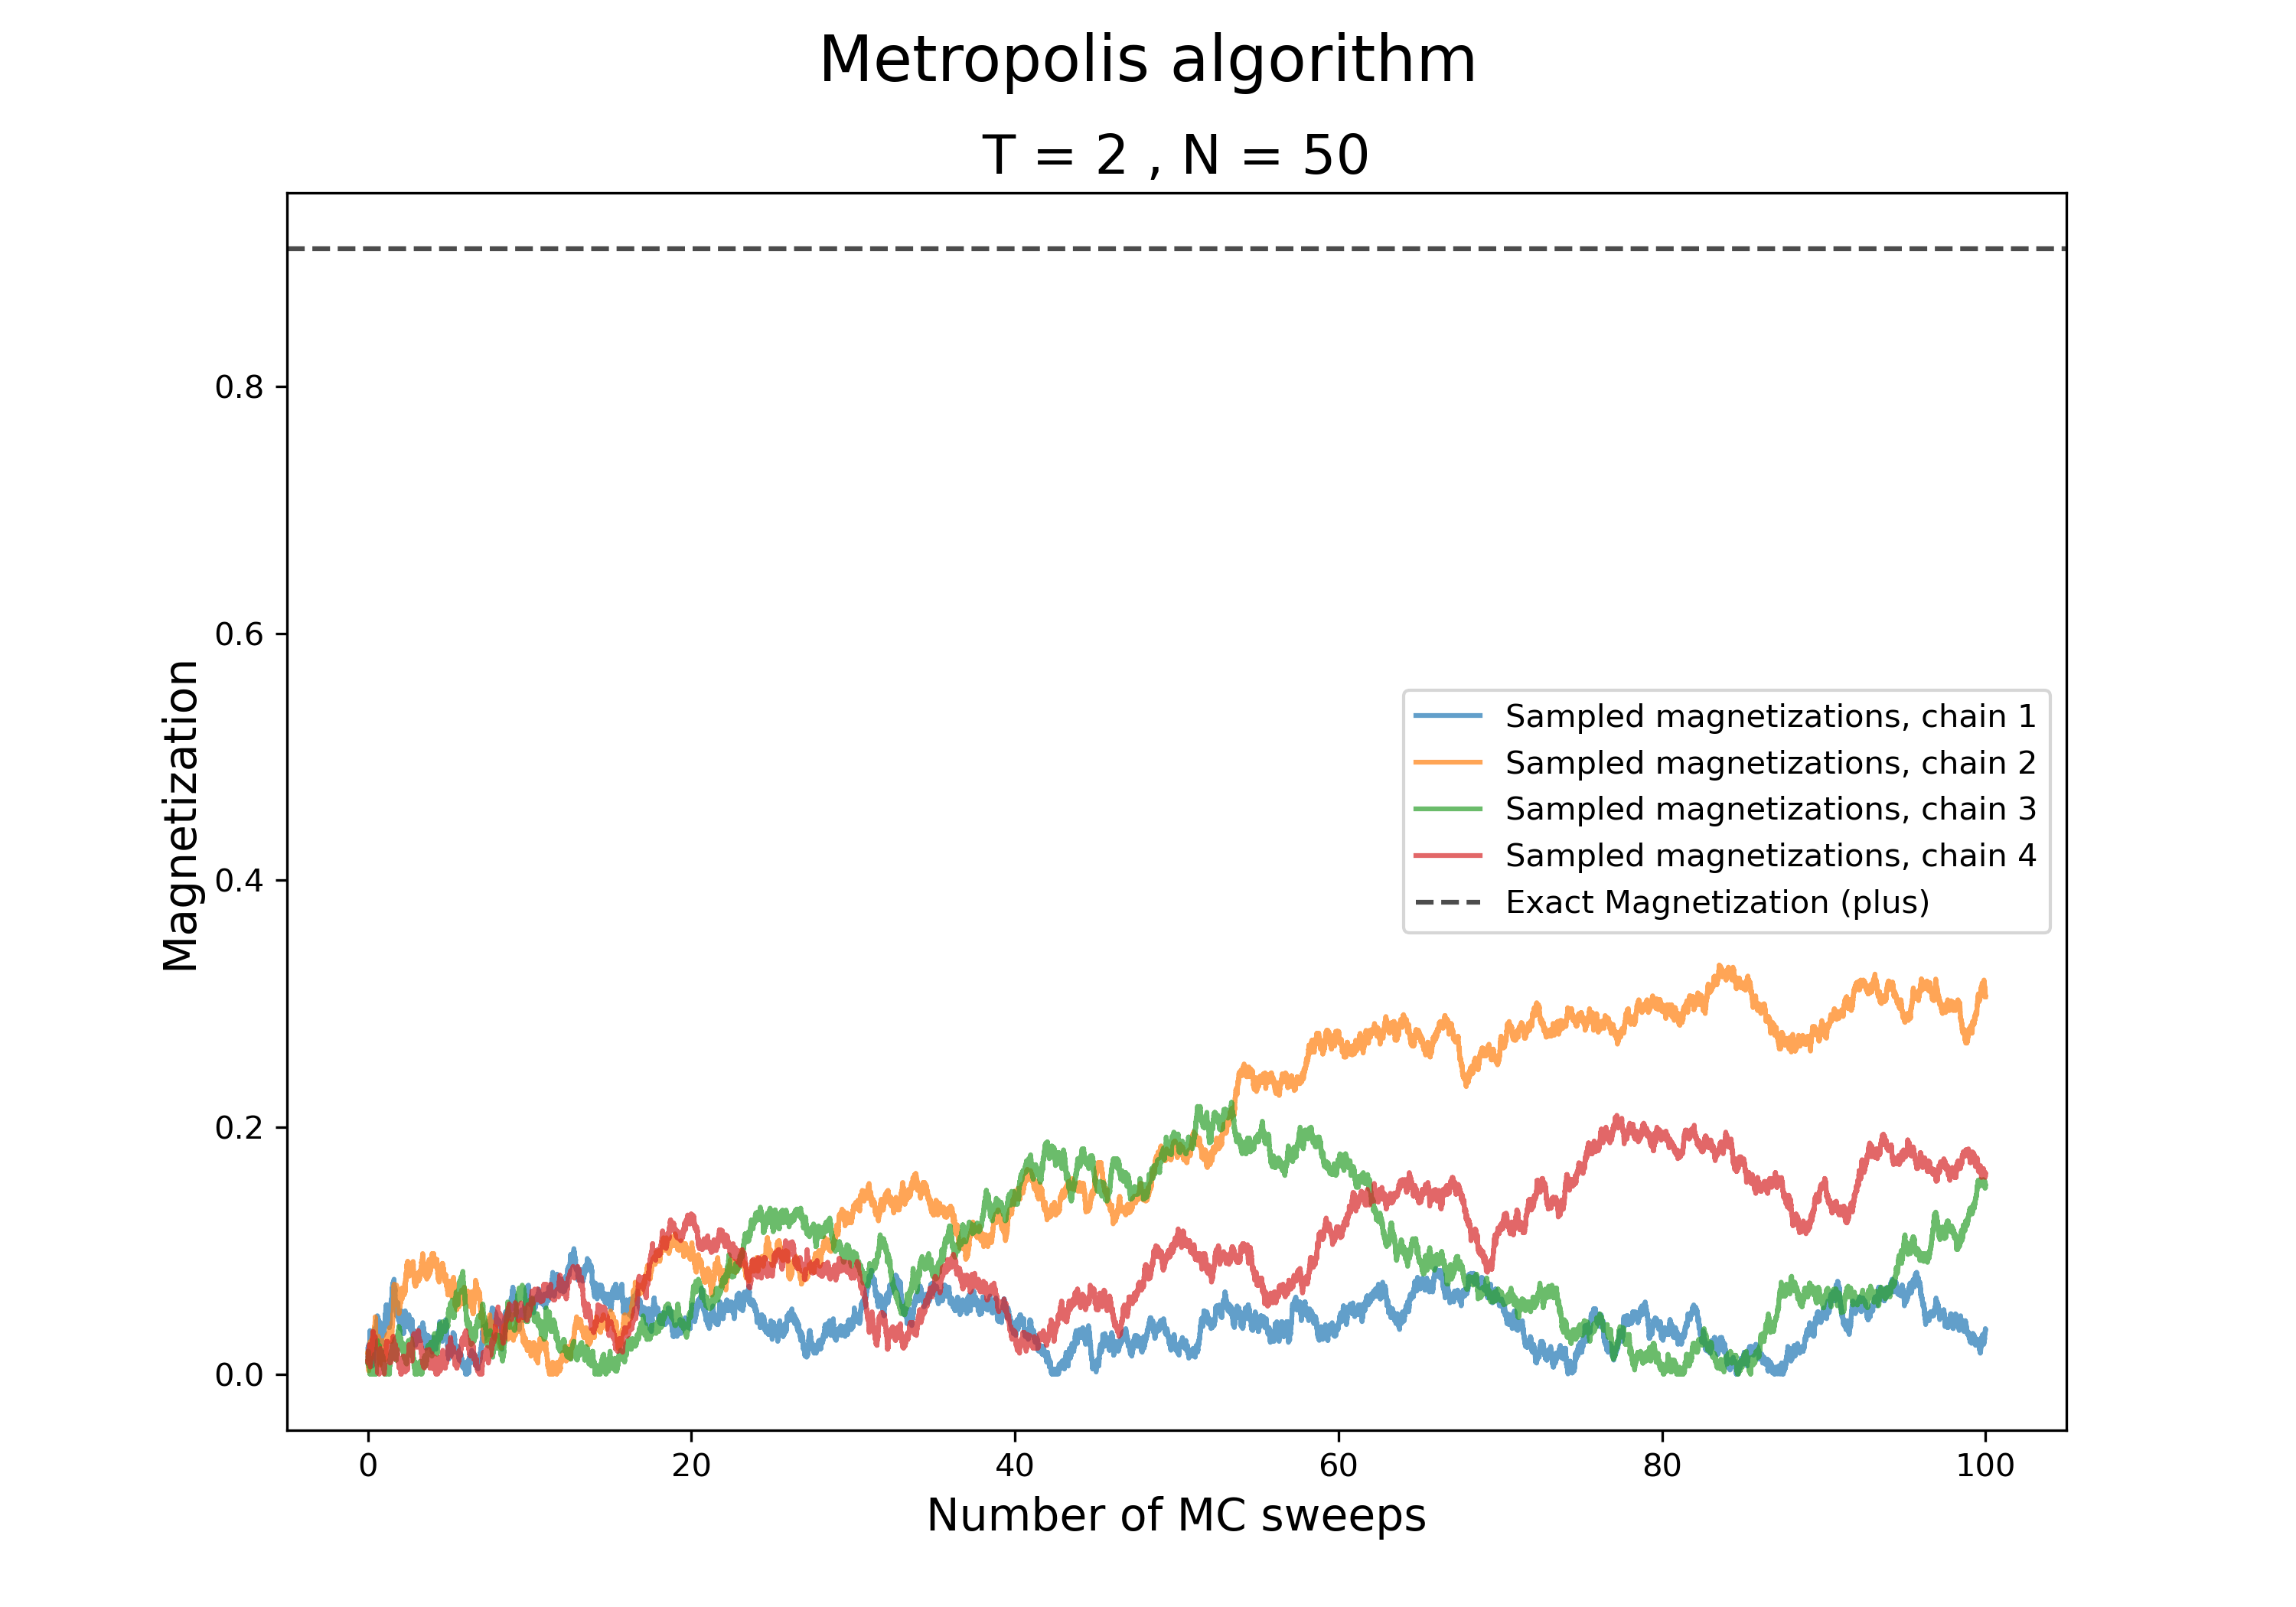 Metropolis algorithm
T = 2 , N = 50
Magnetization
0.8
0.6
0.4
0.2
0.0
Sampled magnetizations, chain 1
Sampled magnetizations, chain 2
Sampled magnetizations, chain 3
Sampled magnetizations, chain 4
Exact Magnetization (plus)
0 20 40 60 80 100
Number of MC sweeps